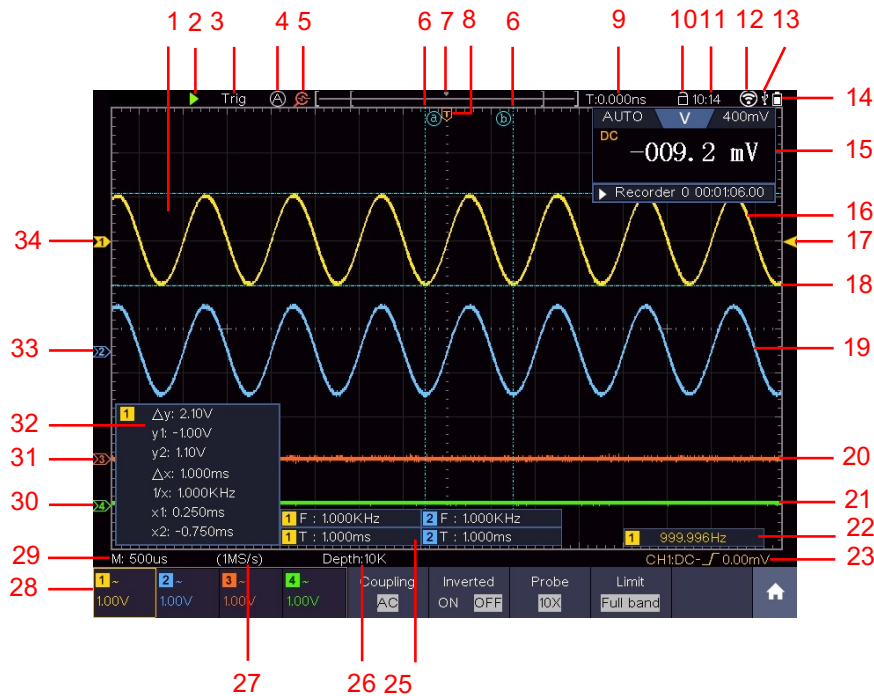 1 2 3 4 5 6 7 8 6 9 10 11 12 13
Trig A T:0.000ns 10:14
14
a T b
AUTO V 400mV
DC
-009.2 mV
15
Recorder 0 00:01:06.00
16
34 1 17
18
33 2 19
1 △y: 2.10V
32
y1: -1.00V
y2: 1.10V
31 3 20
△x: 1.000ms
1/x: 1.000KHz
30 4 21
x1: 0.250ms
x2: -0.750ms
1 F : 1.000KHz 2 F : 1.000KHz
1 T : 1.000ms 2 T : 1.000ms
1 999.996Hz 22
29 M: 500us (1MS/s) Depth:10K CH1:DC- 0.00mV 23
28 1 ~ 2 ~ 3 ~ 4 ~ Coupling Inverted Probe Limit
1.00V 1.00V 1.00V 1.00V AC ON OFF 10X Full band
27 26 25